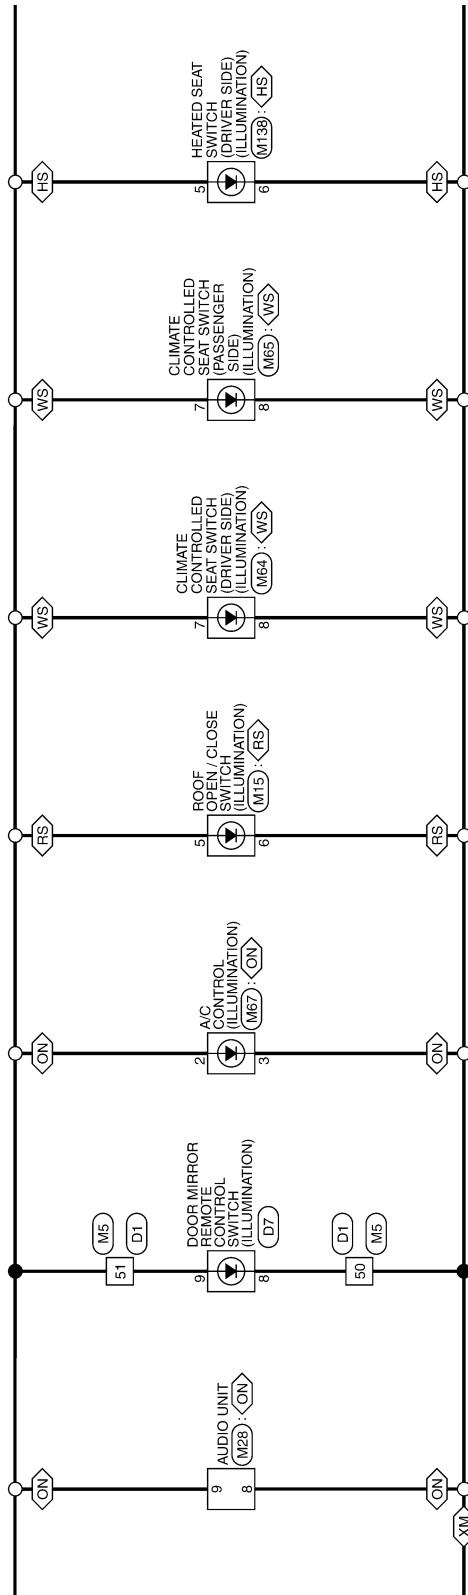 HS
HEATED SEAT
SWITCH
(DRIVER SIDE)
(ILLUMINATION)
M138 : HS
5
6
HS
WS
CLIMATE
CONTROLLED
SEAT SWITCH
(PASSENGER
SIDE)
(ILLUMINATION)
M65 : WS
7
8
WS
WS
CLIMATE
CONTROLLED
SEAT SWITCH
(DRIVER SIDE)
(ILLUMINATION)
M64 : WS
7
8
WS
RS
ROOF
OPEN / CLOSE
SWITCH
(ILLUMINATION)
M15 : RS
5
6
RS
ON
A/C
CONTROL
(ILLUMINATION)
M67 : ON
2
3
ON
M5
D1
51
DOOR MIRROR
REMOTE
CONTROL
SWITCH
(ILLUMINATION)
D7
9
8
D1
M5
50
ON
AUDIO UNIT
M28 : ON
9
8
ON
XM